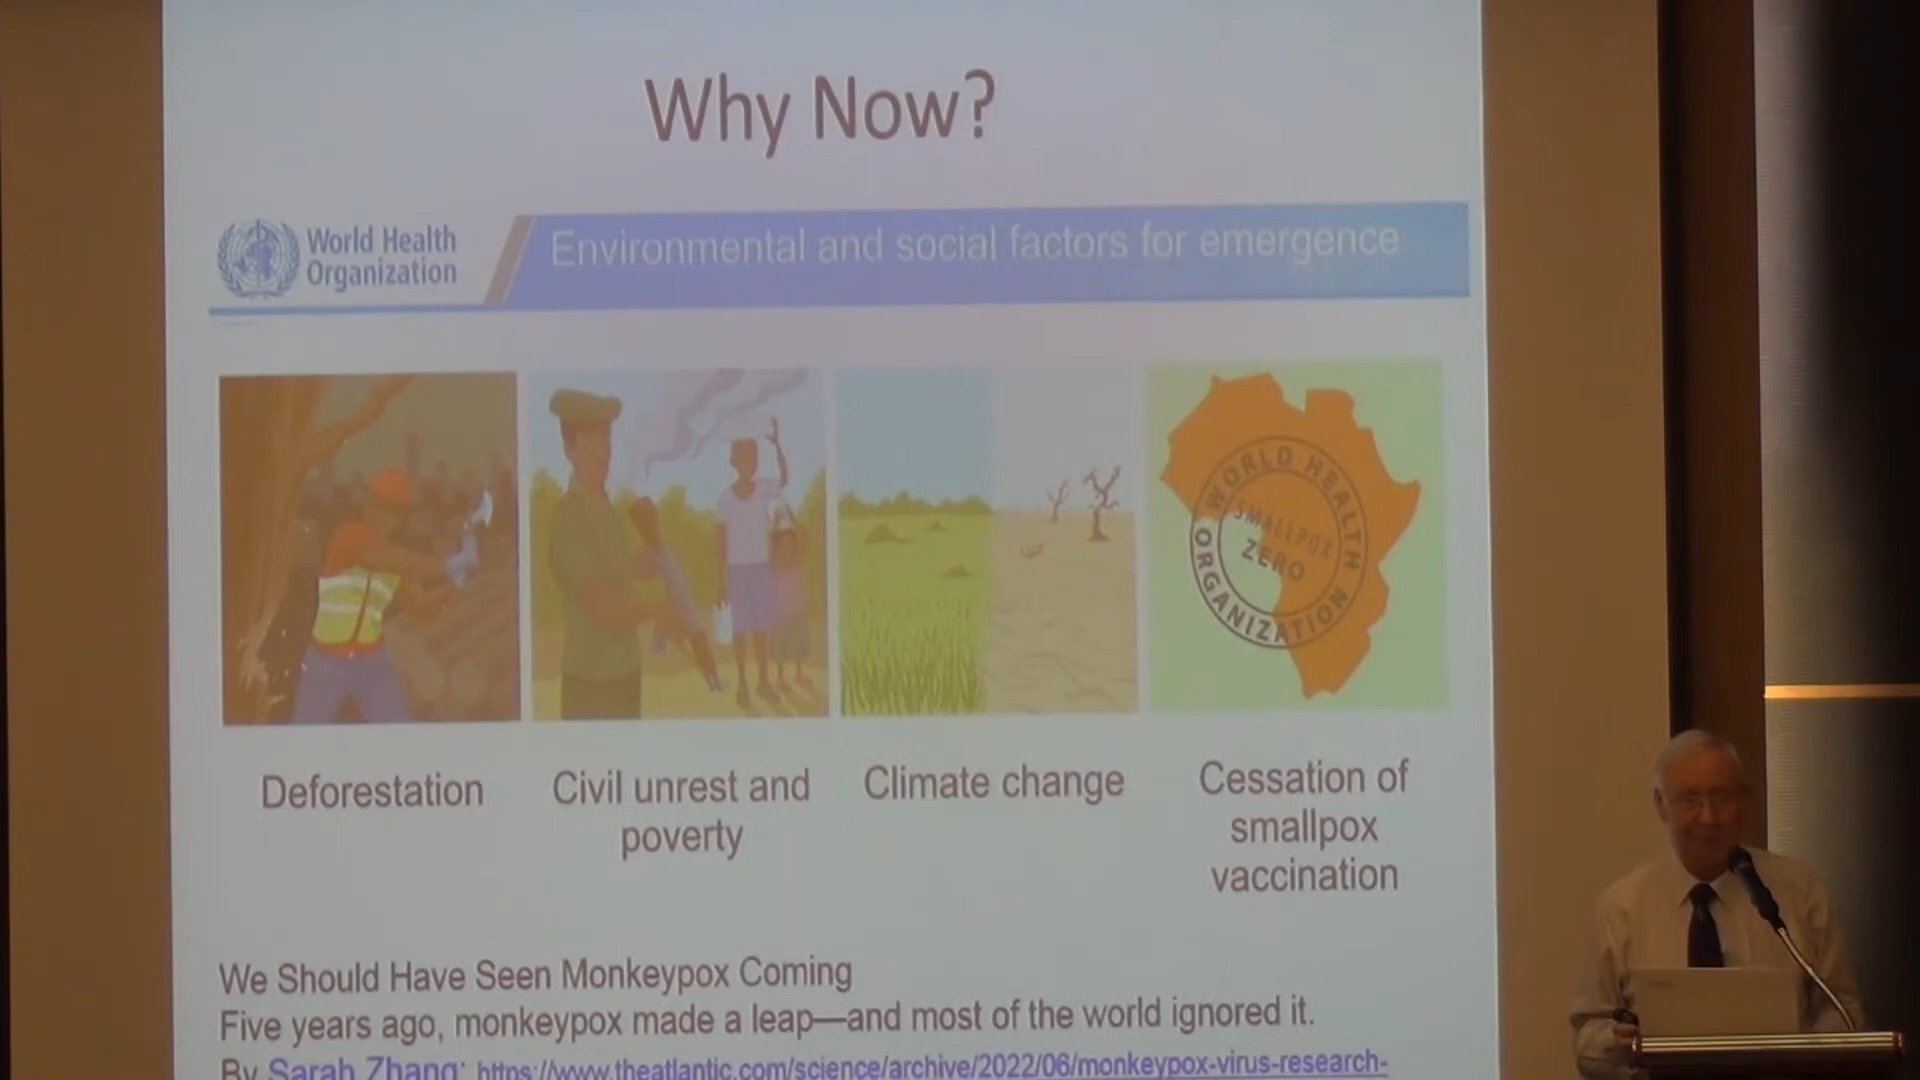 Why Now?
World Health
Organization
Environmental and social factors for emergence
WORLD HEALTH
ORGANIZATION
SMALLPOX
ZERO
Deforestation
Civil unrest and
poverty
Climate change
Cessation of
smallpox
vaccination
We Should Have Seen Monkeypox Coming
Five years ago, monkeypox made a leap—and most of the world ignored it.
By Sarah Zhang: https://www.theatlantic.com/science/archive/2022/06/monkeypox-virus-research-